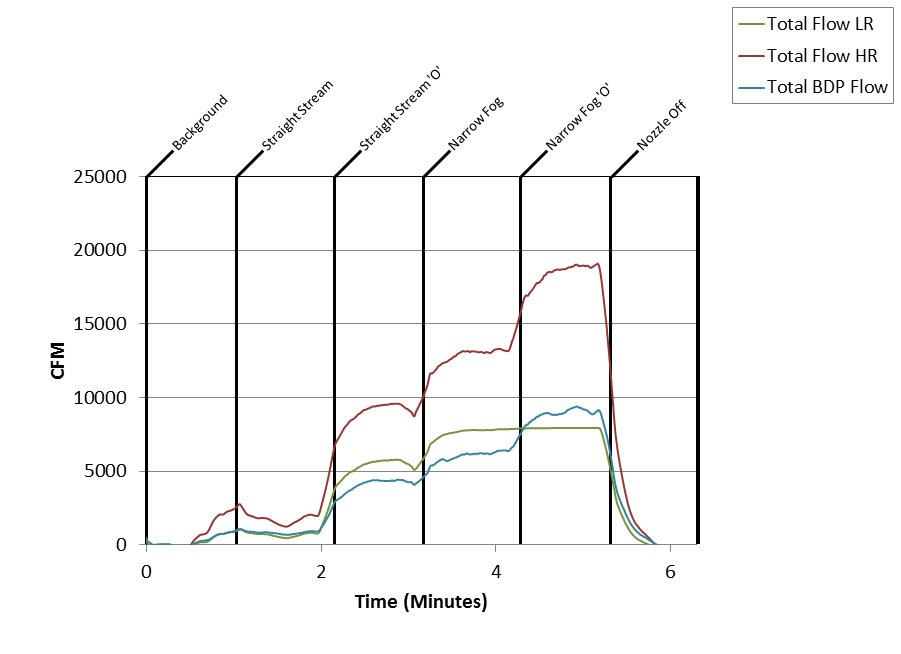 Total Flow LR
Total Flow HR
Total BDP Flow
Background
Straight Stream
Straight Stream 'O'
Narrow Fog
Narrow Fog 'O'
Nozzle Off
25000
20000
15000
10000
5000
0
CFM
0 2 4 6
Time (Minutes)